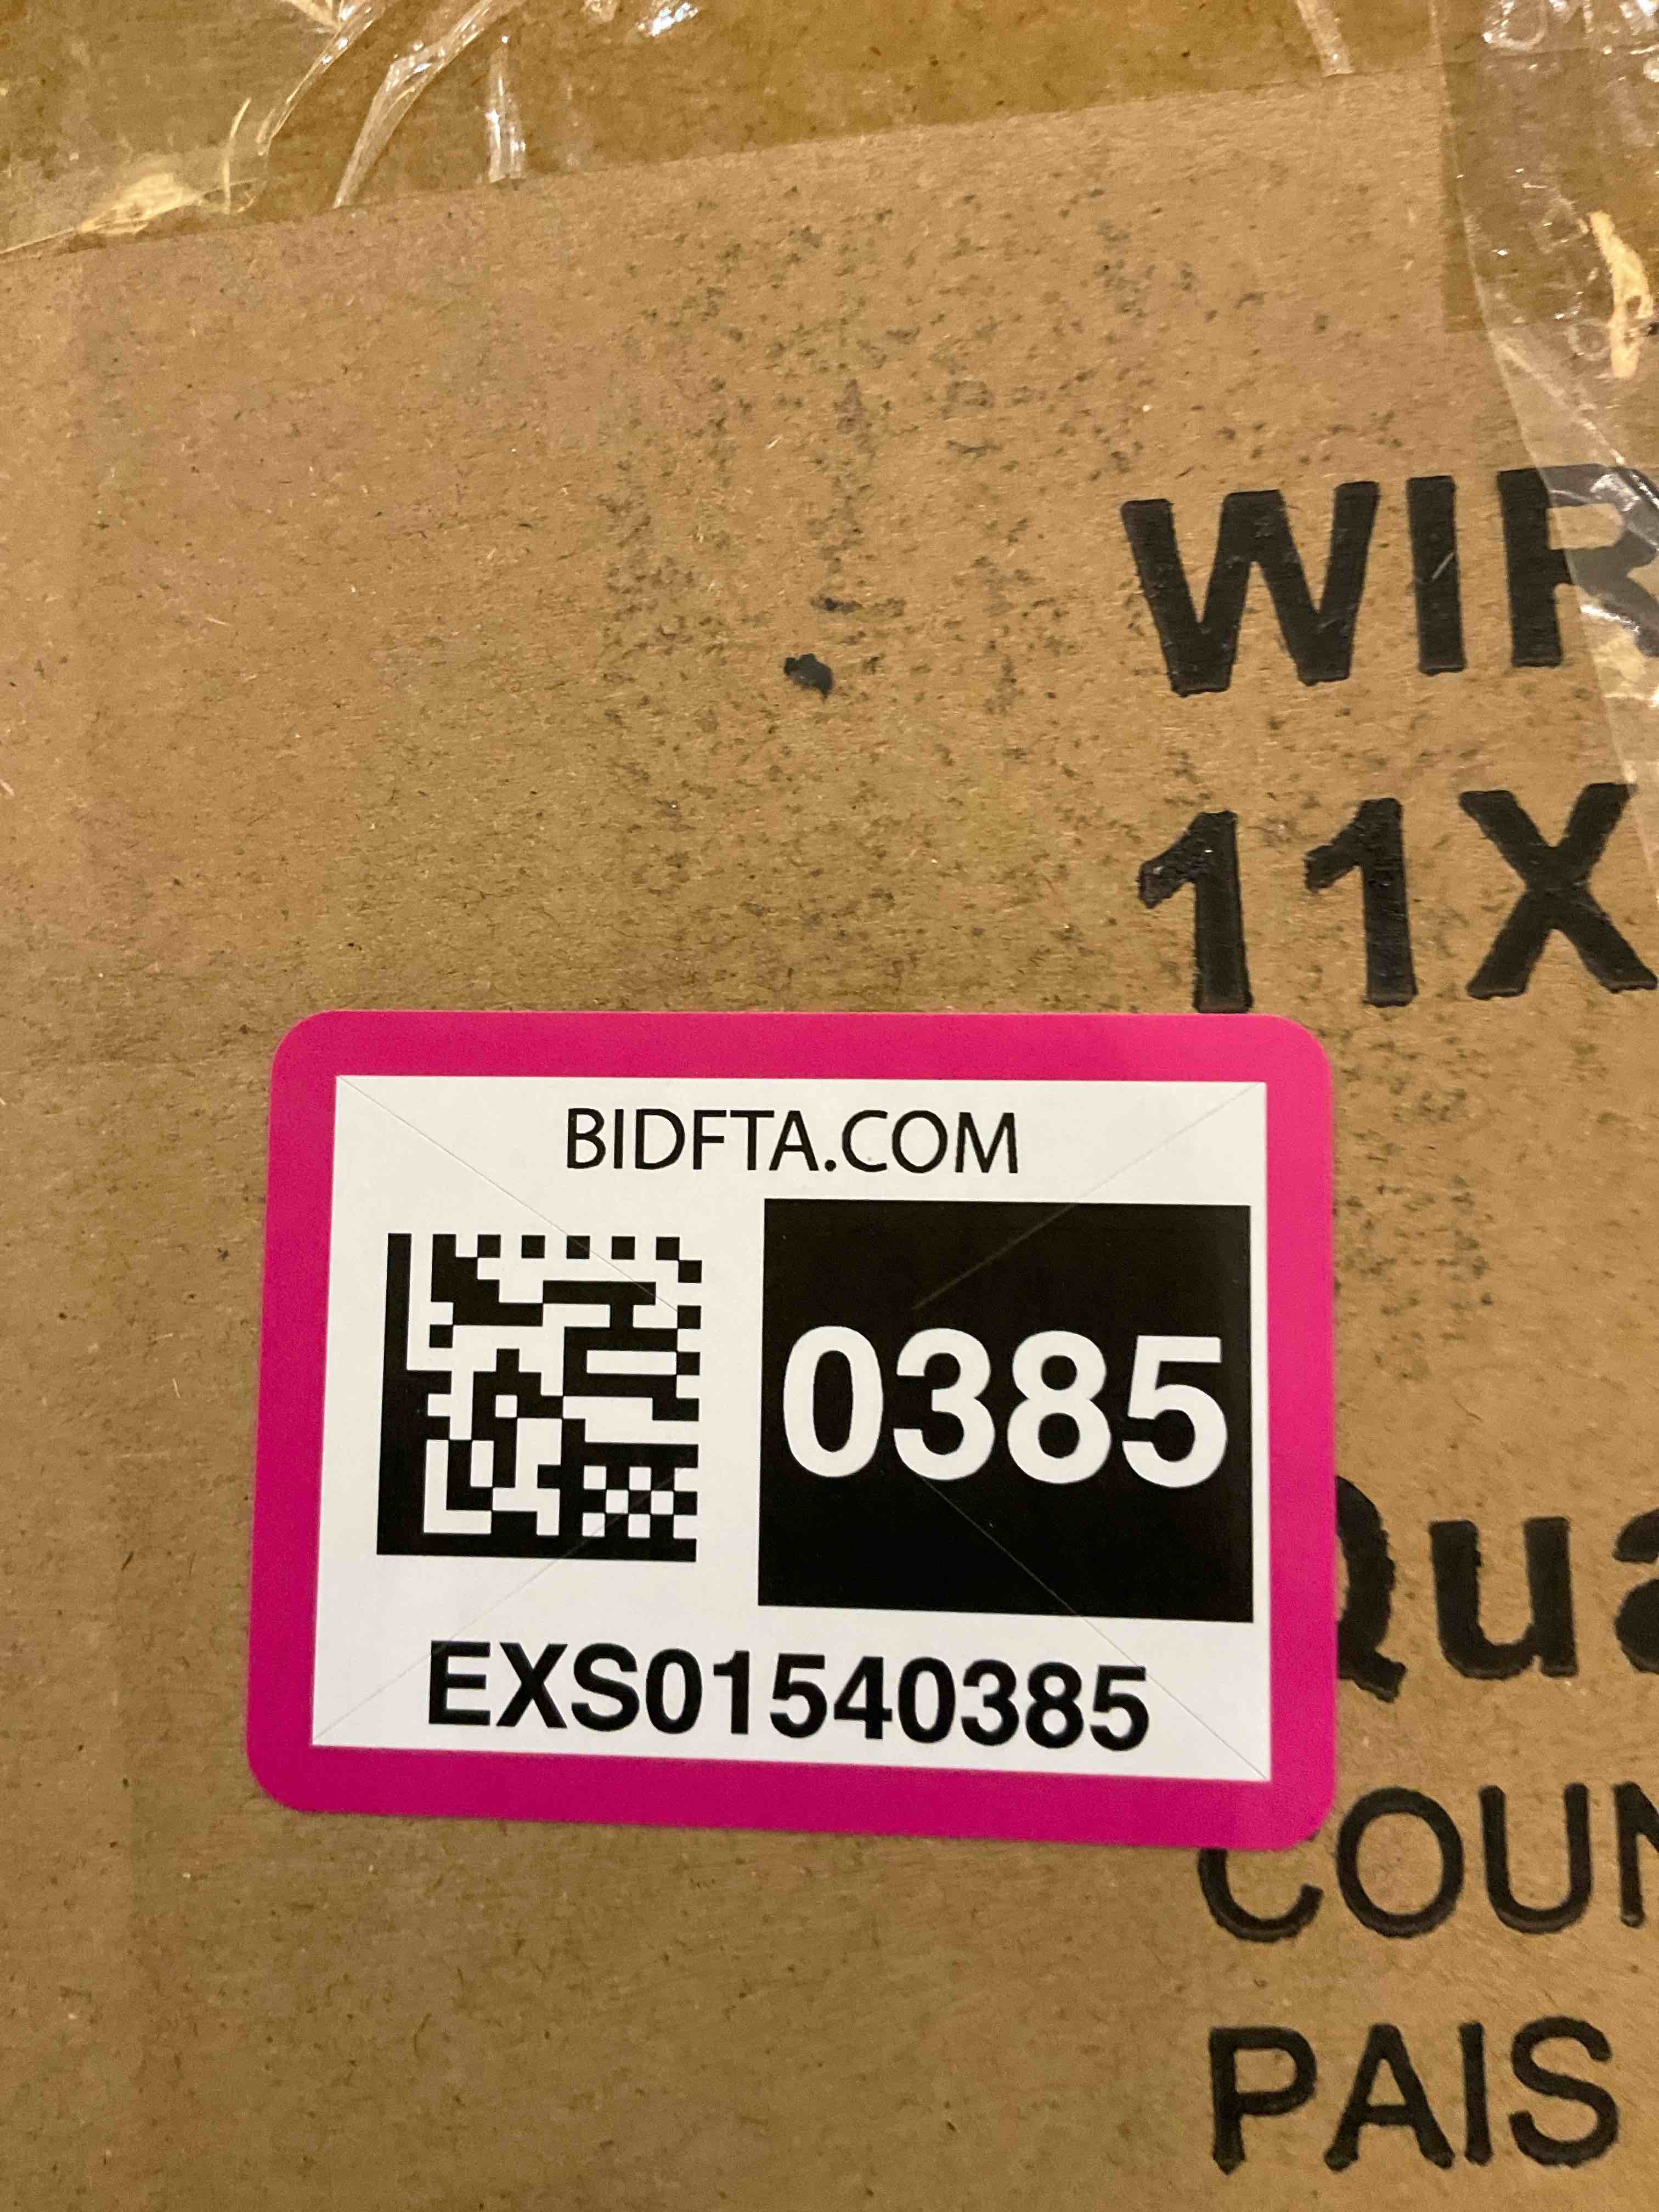 WIR
11X
BIDFTA.COM
0385
EXS01540385
Qua
COUN
PAIS